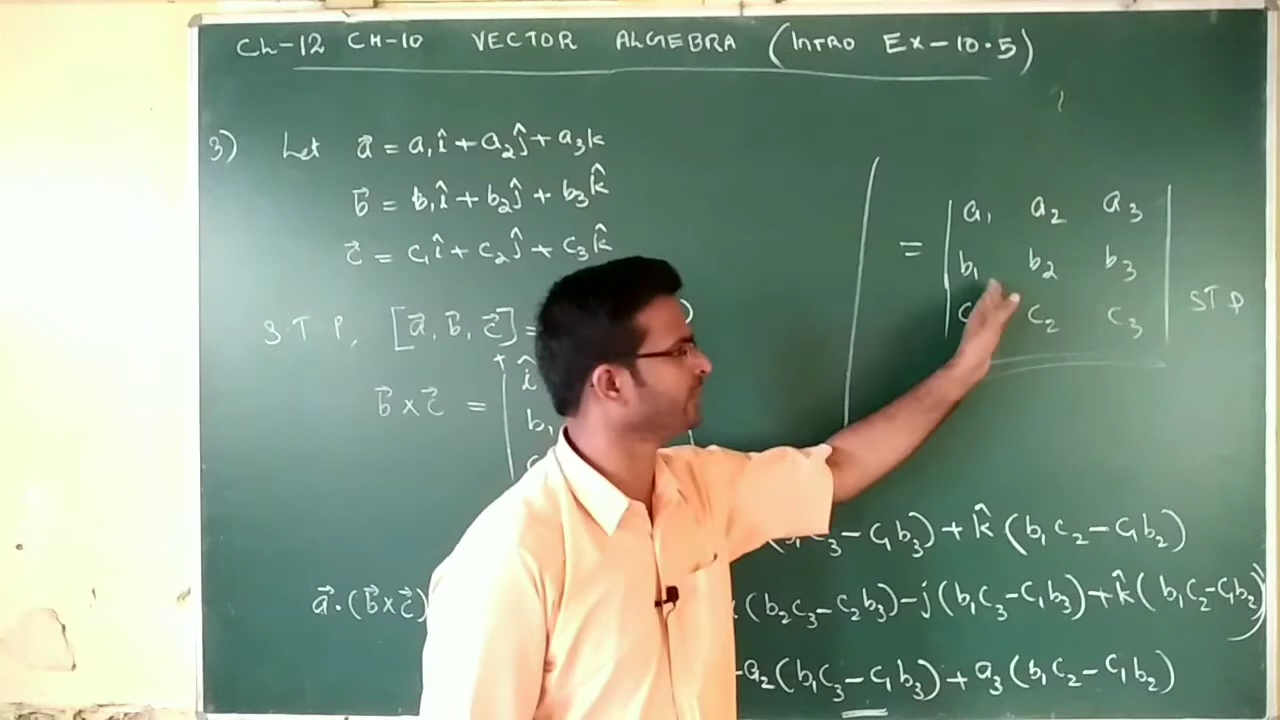 Ch-12 CH-10 VECTOR ALGEBRA (INTRO Ex-10.5)
3) Let a⃗ = a₁î + a₂ĵ + a₃k
b⃗ = b₁î + b₂ĵ + b₃k̂
c⃗ = c₁î + c₂ĵ + c₃k̂
S.T.P, [a⃗, b⃗, c⃗] =
b⃗ × c⃗ = | î
b₁
c₃ - c₁b₃) + k̂ (b₁c₂ - c₁b₂)
a⃗ · (b⃗×c⃗) (b₂c₃ - c₂b₃) - j (b₁c₃ - c₁b₃) + k̂ (b₁c₂ - c₁b₂))
-a₂ (b₁c₃ - c₁b₃) + a₃ (b₁c₂ - c₁b₂)
= | a₁ a₂ a₃ |
b₁ b₂ b₃
c c₂ c₃ STP